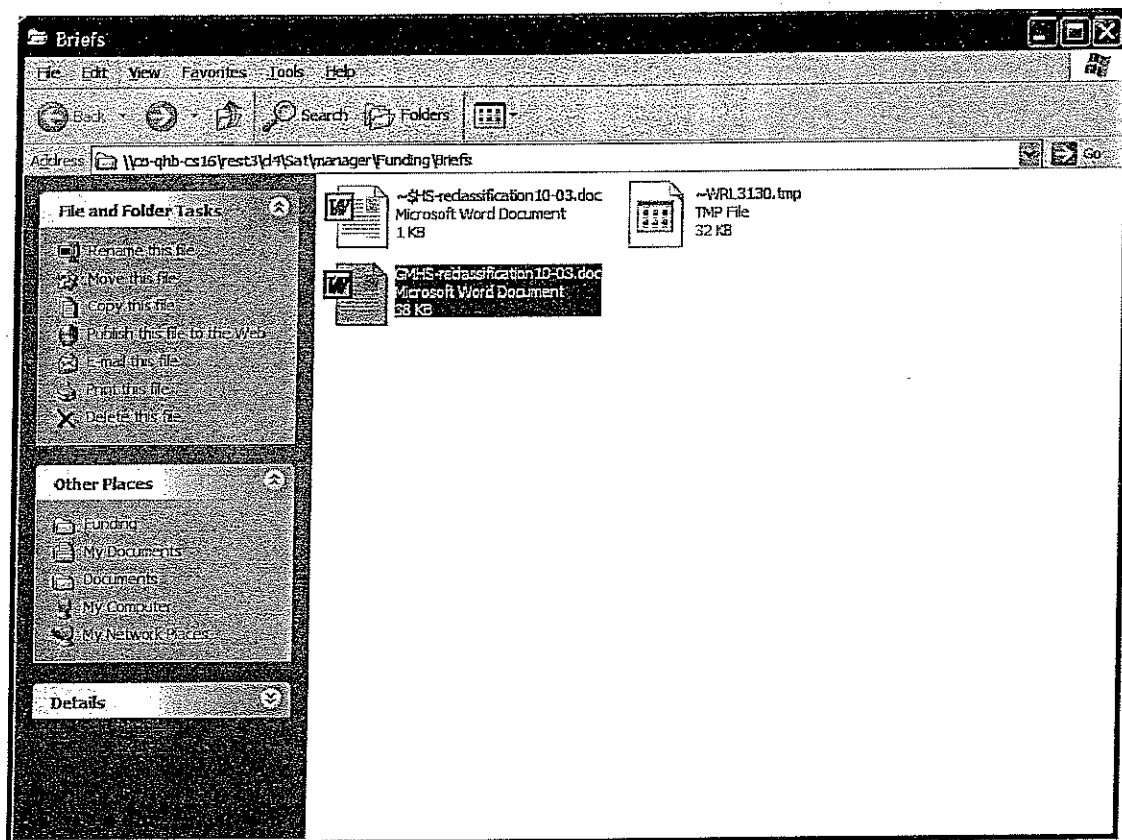 Briefs
File Edit View Favorites Tools Help
Back Search Folders
Address \\co-qhb-cs16\rest3\d4\Sat\manager\Funding\Briefs Go
File and Folder Tasks
Rename this file
Move this file
Copy this file
Publish this file to the Web
E-mail this file
Print this file
Delete this file
Other Places
Funding
My Documents
Documents
My Computer
My Network Places
Details
~$HS-reclassification10-03.doc
Microsoft Word Document
1 KB
~WRL3130.tmp
TMP File
32 KB
GMHS-reclassification10-03.doc
Microsoft Word Document
38 KB